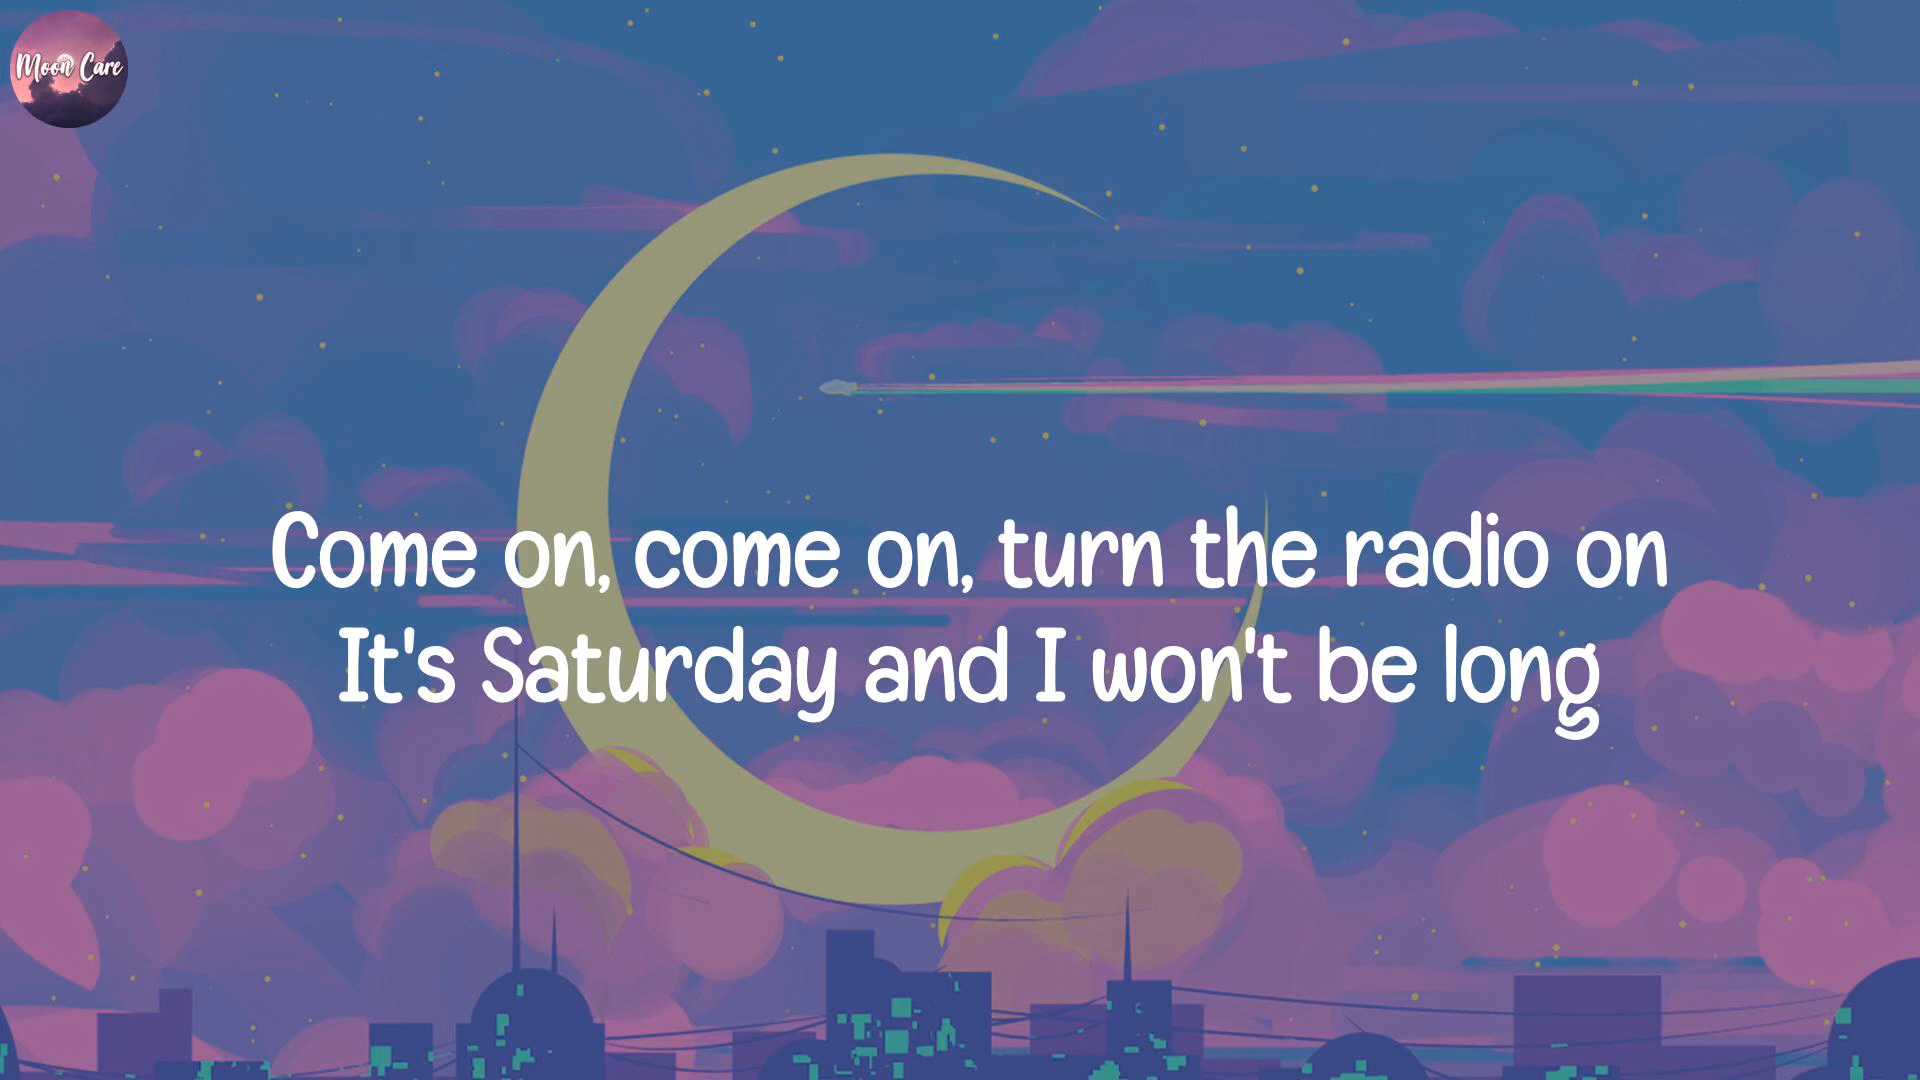 Moon Care
Come on, come on, turn the radio on
It's Saturday and I won't be long